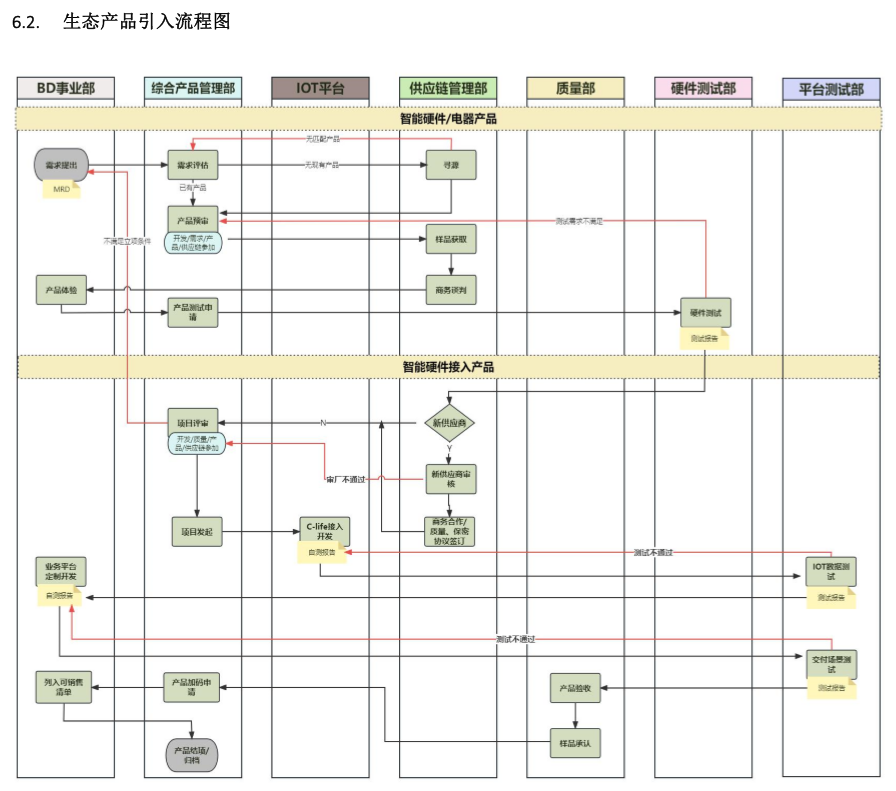 6.2. 生态产品引入流程图
BD事业部
综合产品管理部
IOT平台
供应链管理部
质量部
硬件测试部
平台测试部
智能硬件/电器产品
无匹配产品
需求提出
需求评估
无现有产品
寻源
MRD
已有产品
产品预审
测试需求不满足
开发/需求/产
品/供应链参加
样品获取
不满足立项条件
产品体验
商务谈判
产品测试申
请
硬件测试
测试报告
智能硬件接入产品
项目评审
N
新供应商
开发/质量/产
品/供应链参加
Y
审厂不通过
新供应商审
核
项目发起
C-life接入
开发
商务合作/
质量、保密
协议签订
自测报告
测试不通过
业务平台
定制开发
IOT数据测
试
自测报告
测试报告
测试不通过
交付场景测
试
列入可销售
清单
产品加码申
请
产品验收
测试报告
样品承认
产品结项/
归档